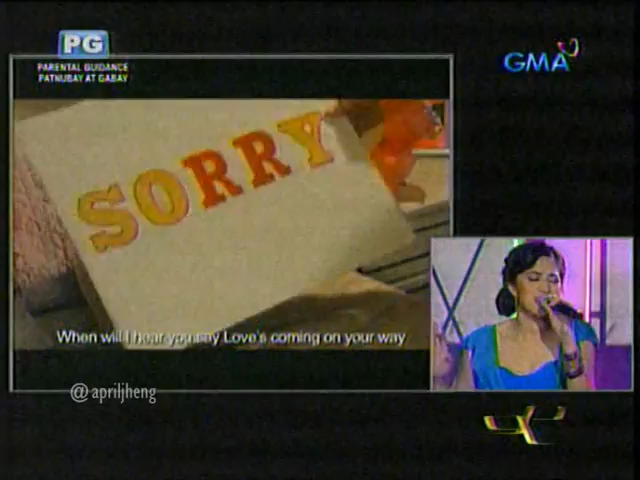 PG
PARENTAL GUIDANCE
PATNUBAY AT GABAY
GMA
SORRY
When will I hear you say Love's coming on your way
@apriljheng